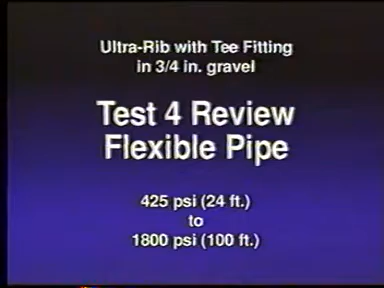 Ultra-Rib with Tee Fitting
in 3/4 in. gravel
Test 4 Review
Flexible Pipe
425 psi (24 ft.)
to
1800 psi (100 ft.)